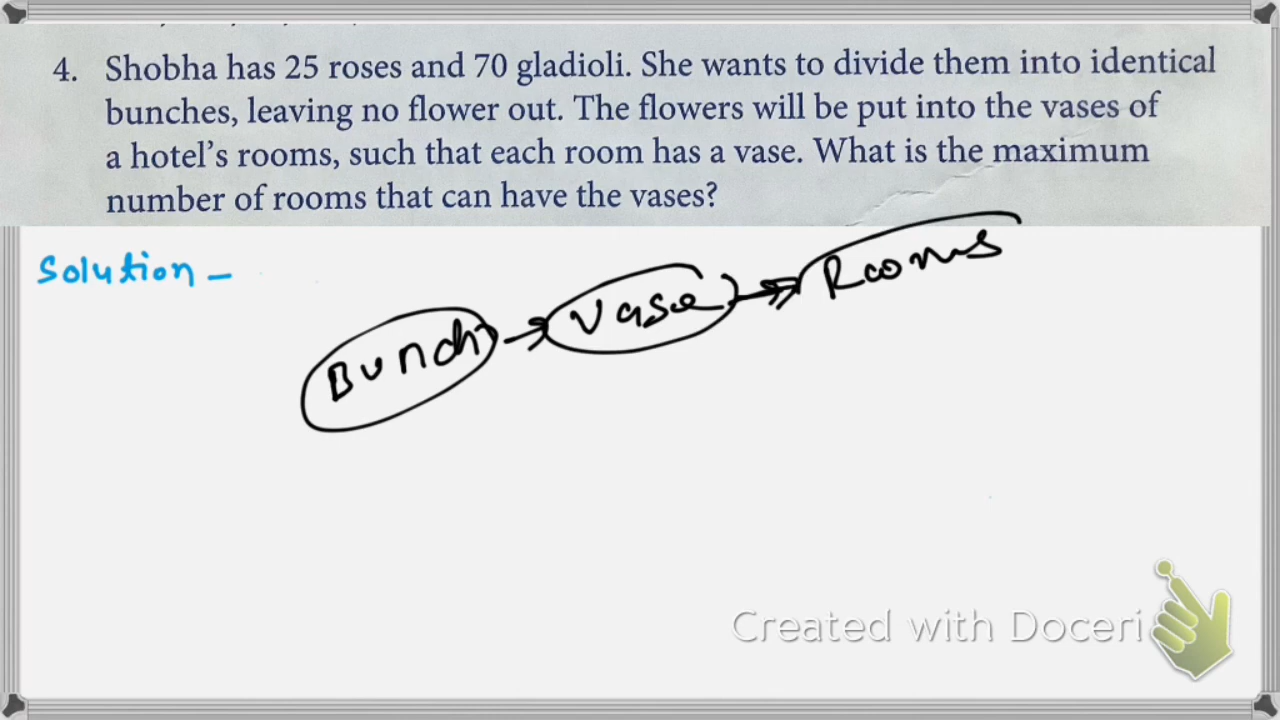 4. Shobha has 25 roses and 70 gladioli. She wants to divide them into identical
bunches, leaving no flower out. The flowers will be put into the vases of
a hotel's rooms, such that each room has a vase. What is the maximum
number of rooms that can have the vases?
Solution -
Bunch → Vase → Rooms
Created with Doceri